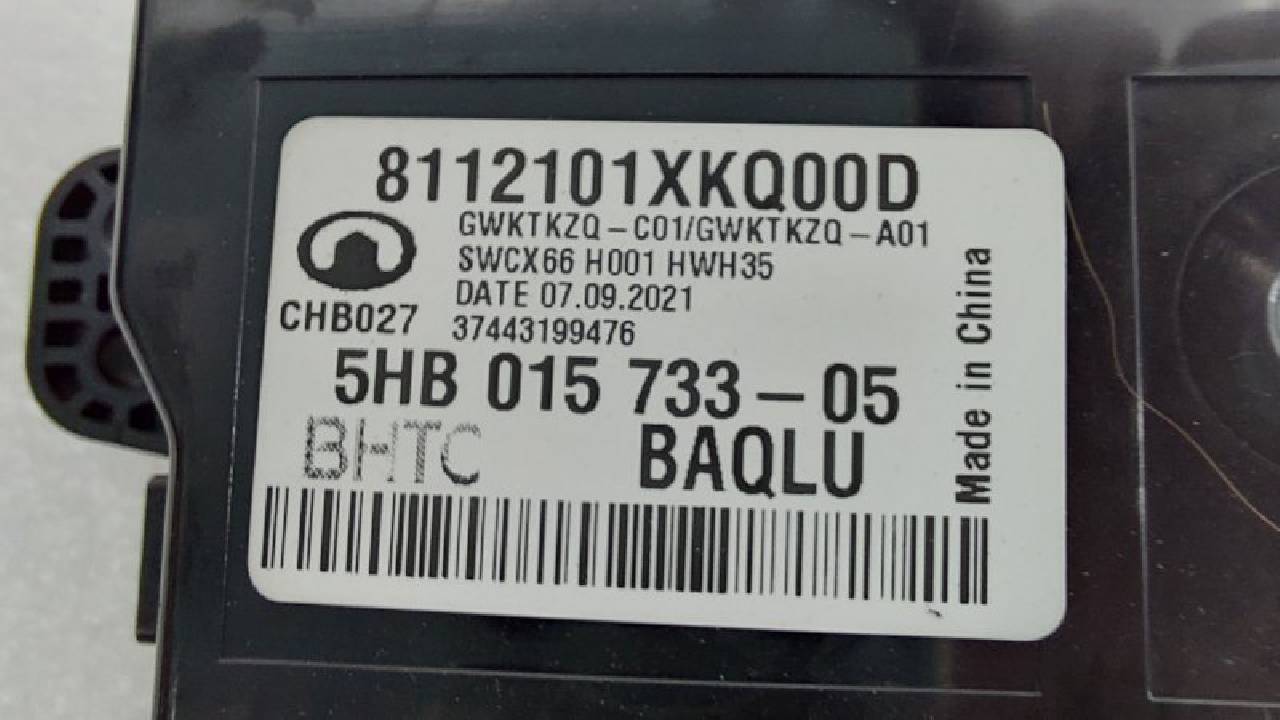 8112101XKQ00D
GWKTKZQ-C01/GWKTKZQ-A01
SWCX66 H001 HWH35
DATE 07.09.2021
CHB027
37443199476
5HB 015 733-05
BHTC BAQLU
Made in China